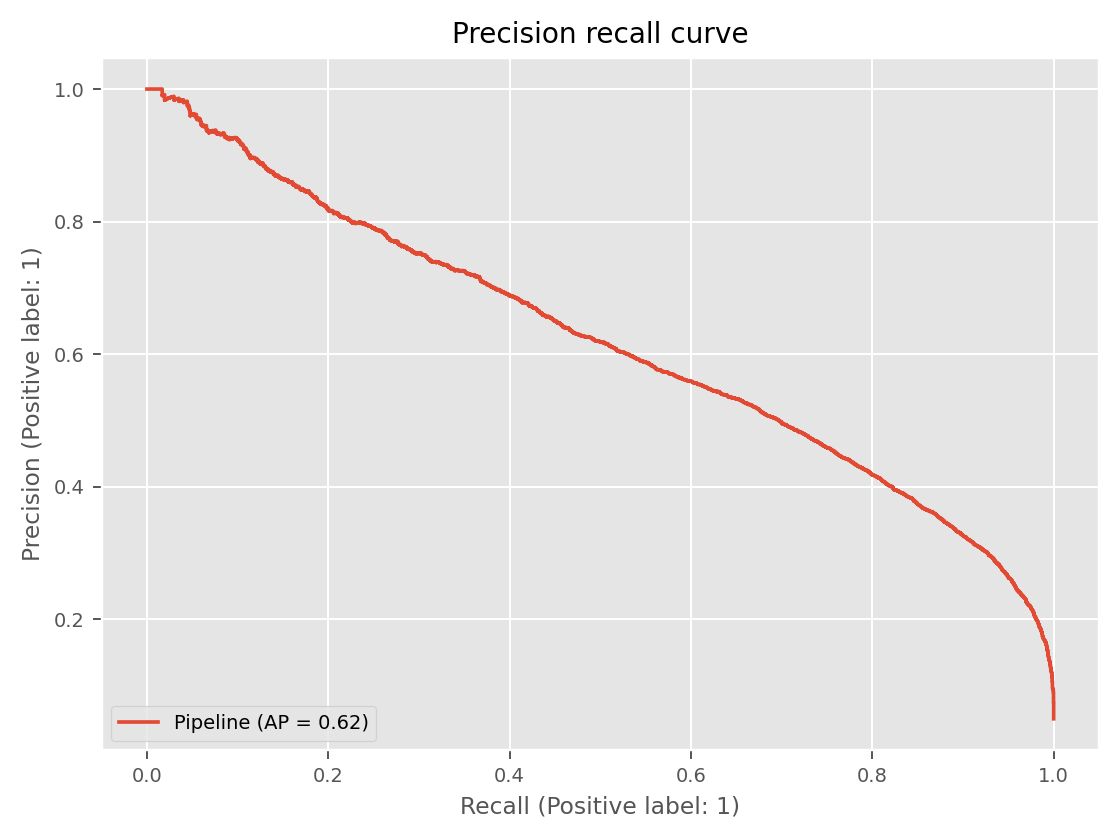 Precision recall curve
Precision (Positive label: 1)
1.0
0.8
0.6
0.4
0.2
Pipeline (AP = 0.62)
0.0
0.2
0.4
0.6
0.8
1.0
Recall (Positive label: 1)